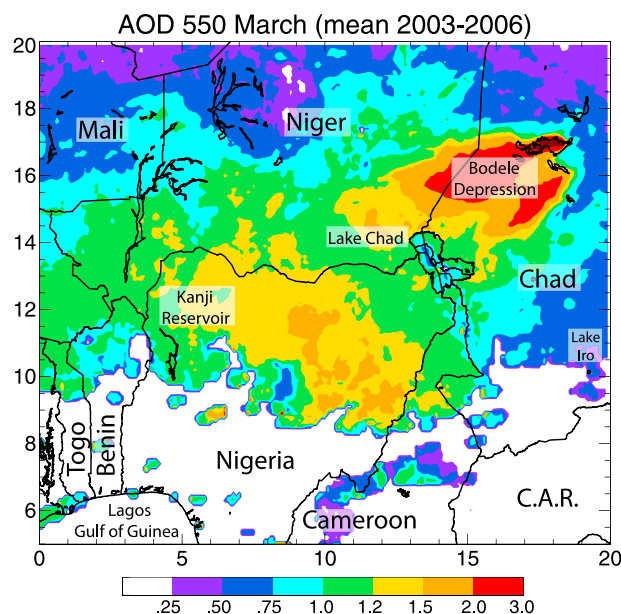 AOD 550 March (mean 2003-2006)
20
18
Mali
Niger
16
Bodele
Depression
14
Lake Chad
Chad
12
Kanji
Reservoir
Lake
Iro
10
8
Togo
Benin
Nigeria
6
Lagos
Gulf of Guinea
Cameroon
C.A.R.
0 5 10 15 20
.25 .50 .75 1.0 1.2 1.5 2.0 3.0